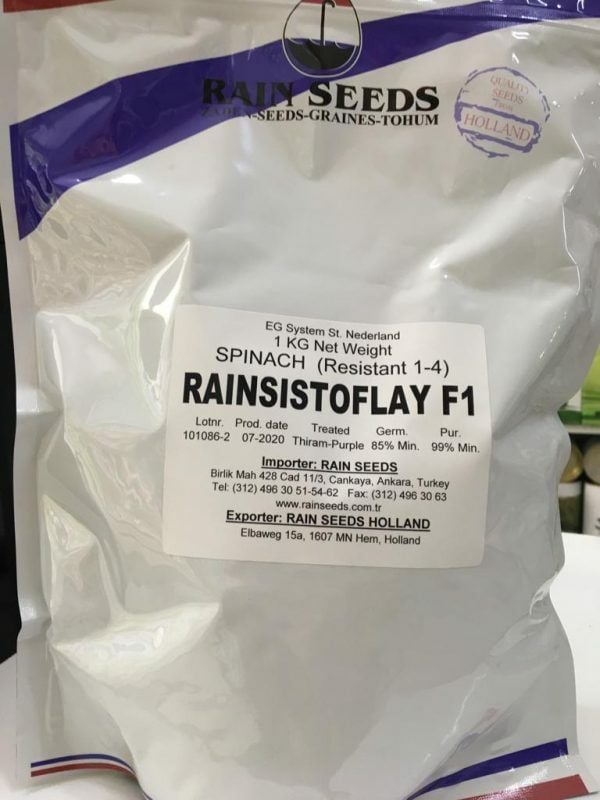 RAIN SEEDS
ZADEN-SEEDS-GRAINES-TOHUM
QUALITY
SEEDS
FROM
HOLLAND
EG System St. Nederland
1 KG Net Weight
SPINACH (Resistant 1-4)
RAINSISTOFLAY F1
Lotnr. Prod. date Treated Germ. Pur.
101086-2 07-2020 Thiram-Purple 85% Min. 99% Min.
Importer: RAIN SEEDS
Birlik Mah 428 Cad 11/3, Cankaya, Ankara, Turkey
Tel: (312) 496 30 51-54-62 Fax: (312) 496 30 63
www.rainseeds.com.tr
Exporter: RAIN SEEDS HOLLAND
Elbaweg 15a, 1607 MN Hem, Holland